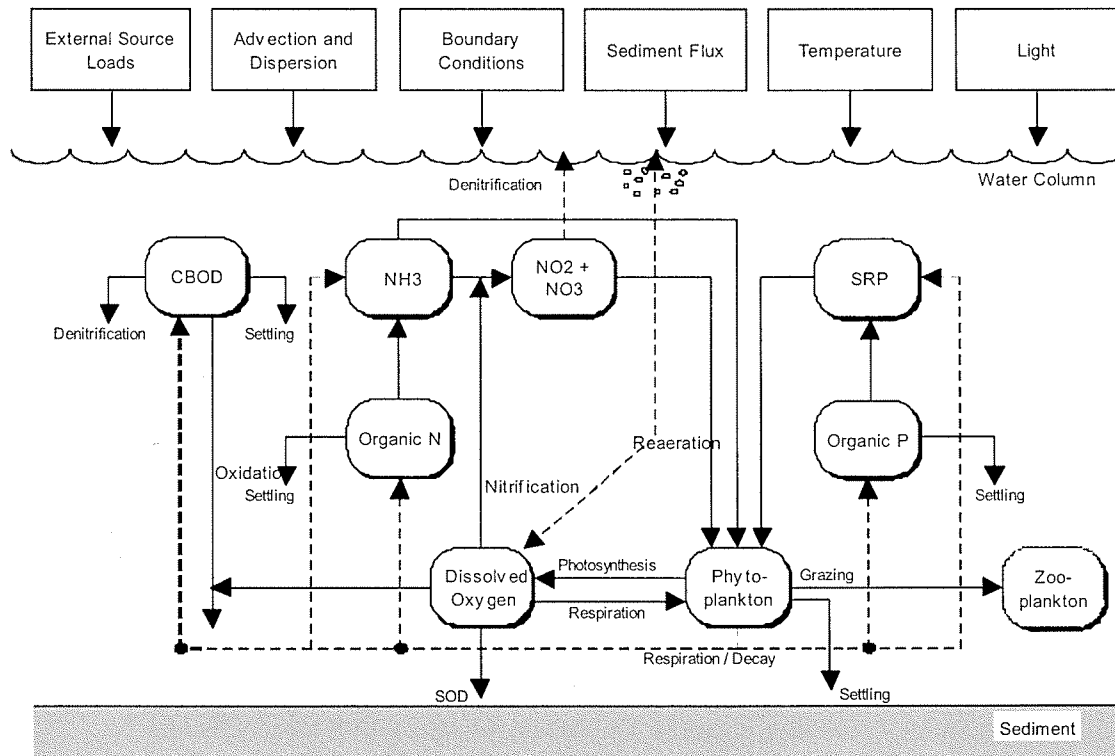 External Source
Loads
Advection and
Dispersion
Boundary
Conditions
Sediment Flux
Temperature
Light
Water Column
Denitrification
CBOD
NH3
NO2 +
NO3
SRP
Denitrification
Settling
Organic N
Reaeration
Organic P
Oxidation
Settling
Nitrification
Settling
Dissolved
Oxygen
Photosynthesis
Respiration
Phyto-
plankton
Grazing
Zoo-
plankton
Respiration / Decay
SOD
Settling
Sediment